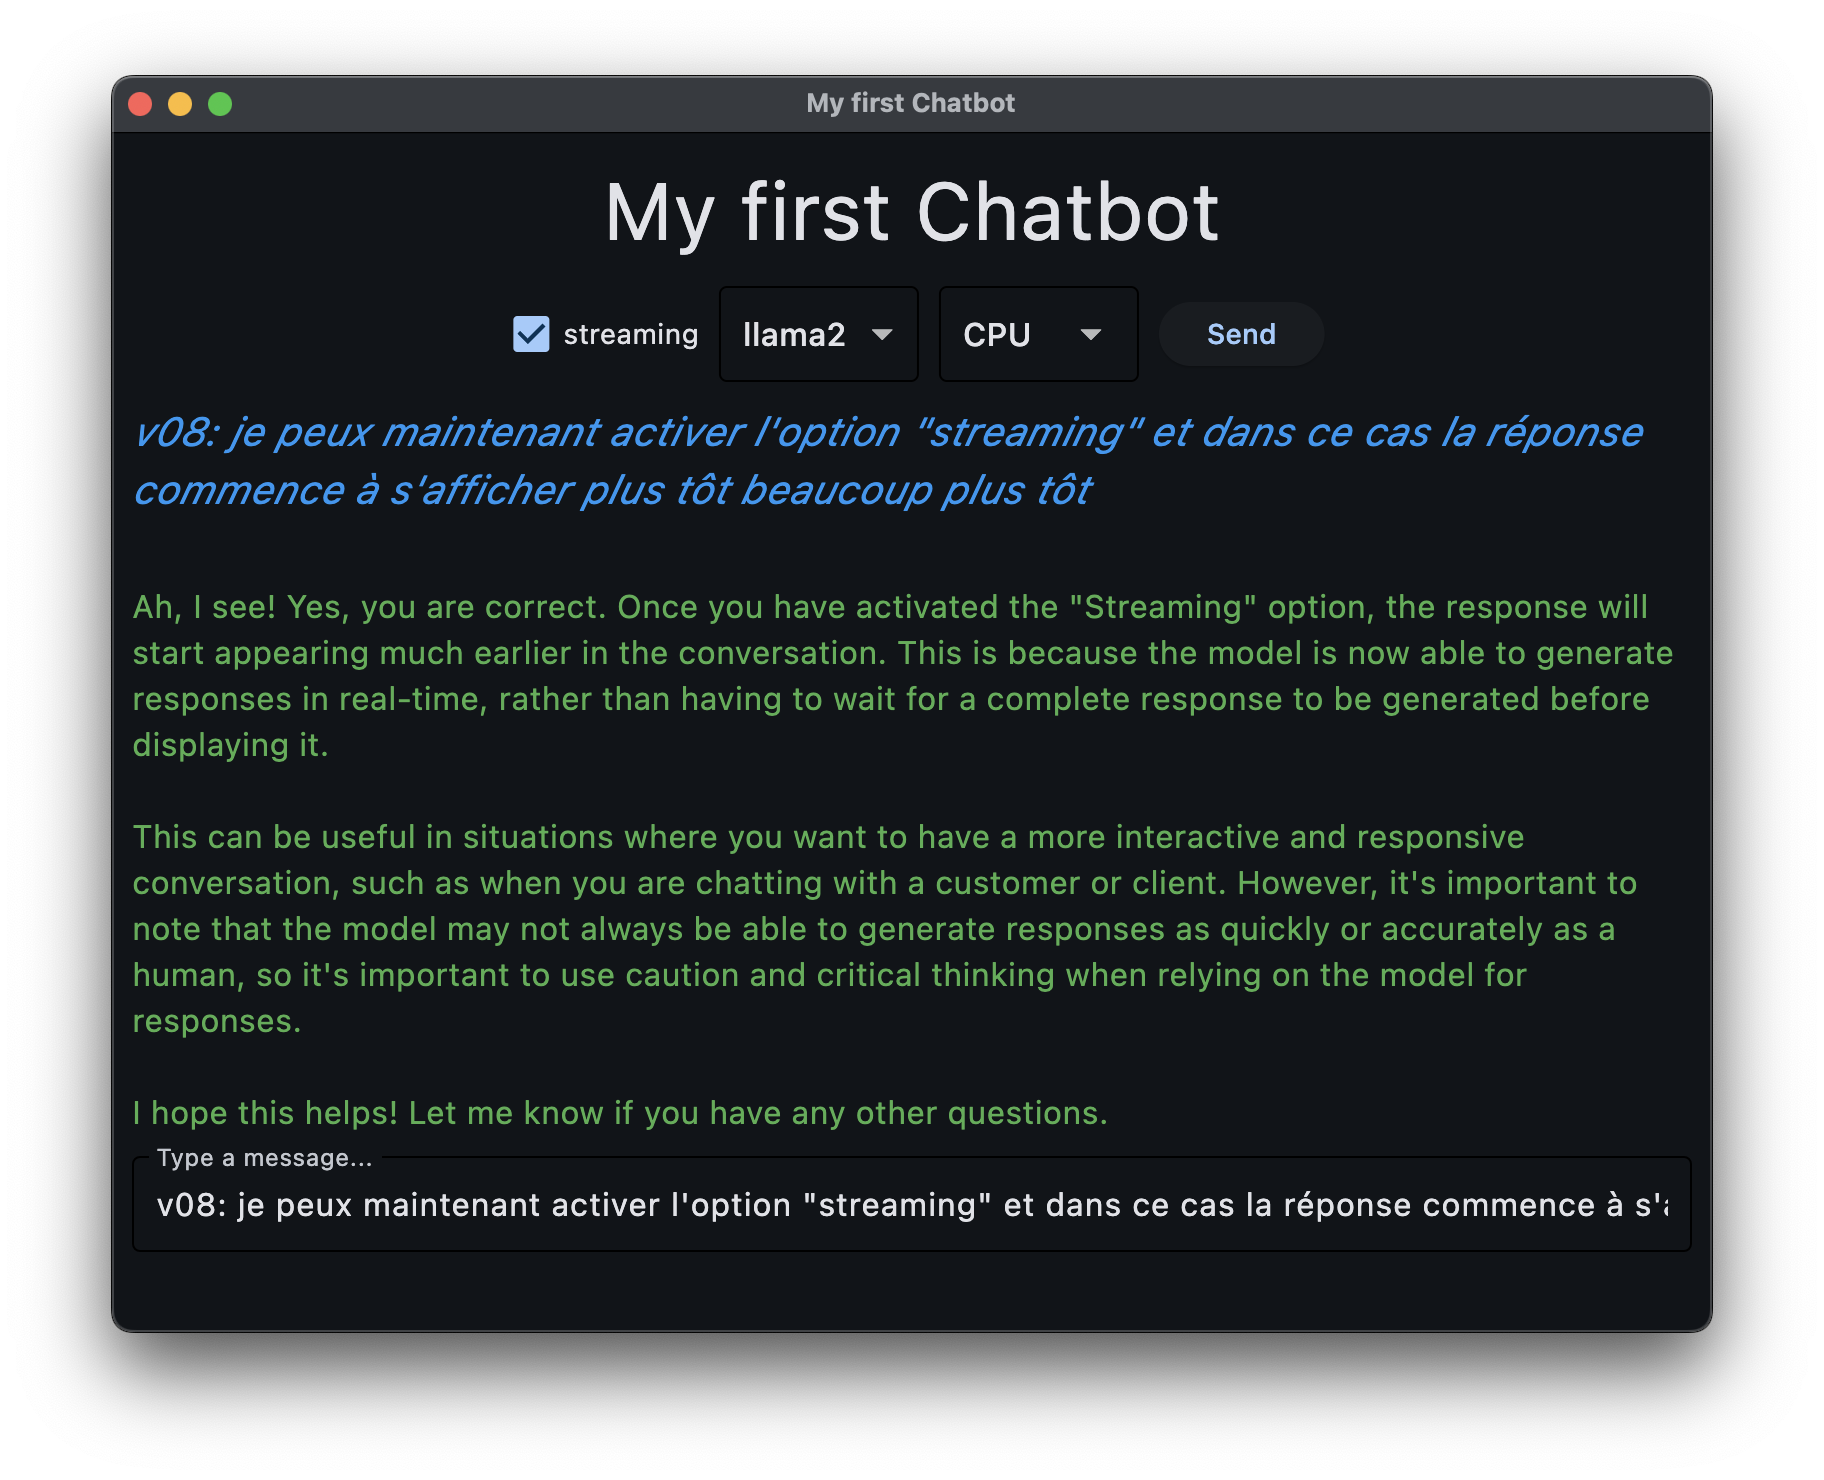 My first Chatbot
My first Chatbot
streaming
llama2
CPU
Send
v08: je peux maintenant activer l'option "streaming" et dans ce cas la réponse
commence à s'afficher plus tôt beaucoup plus tôt
Ah, I see! Yes, you are correct. Once you have activated the "Streaming" option, the response will
start appearing much earlier in the conversation. This is because the model is now able to generate
responses in real-time, rather than having to wait for a complete response to be generated before
displaying it.
This can be useful in situations where you want to have a more interactive and responsive
conversation, such as when you are chatting with a customer or client. However, it's important to
note that the model may not always be able to generate responses as quickly or accurately as a
human, so it's important to use caution and critical thinking when relying on the model for
responses.
I hope this helps! Let me know if you have any other questions.
Type a message...
v08: je peux maintenant activer l'option "streaming" et dans ce cas la réponse commence à s'